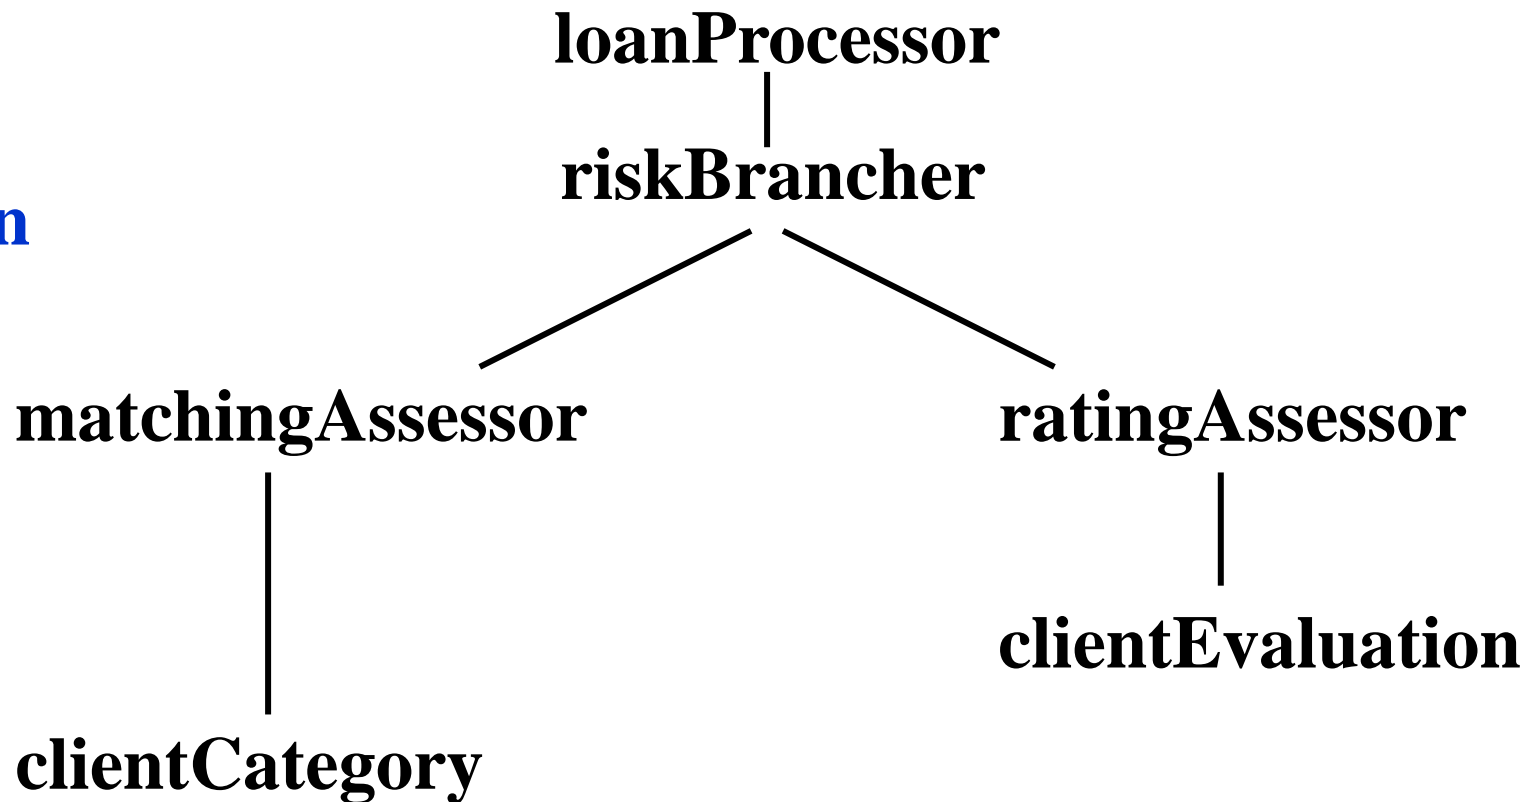 loanProcessor
riskBrancher
n
matchingAssessor
ratingAssessor
clientEvaluation
clientCategory